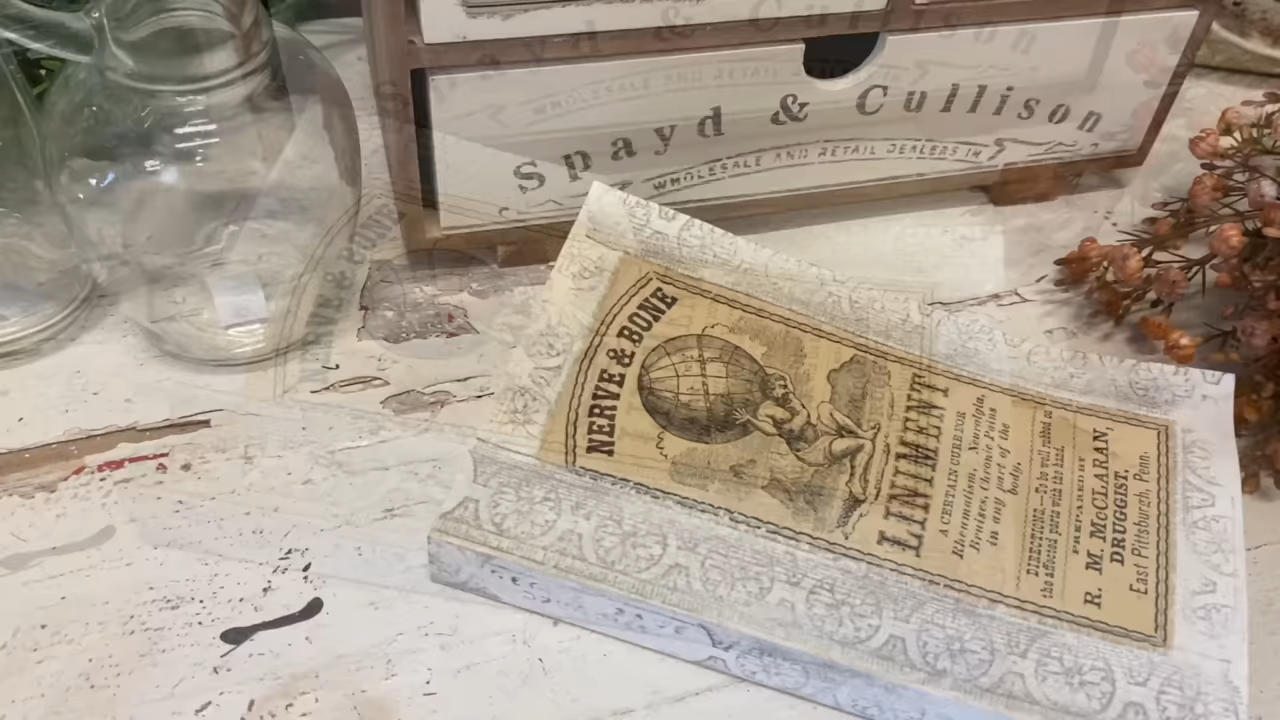 Spayd & Cullison
WHOLESALE AND RETAIL DEALERS IN
NERVE & BONE
LINIMENT
A CERTAIN CURE FOR
Rheumatism, Neuralgia,
Bruises, Chronic Pains
in any part of the
body.
DIRECTIONS.—To be well rubbed on
the affected parts with the hand.
PREPARED BY
R. M. McCLARAN,
DRUGGIST,
East Pittsburgh, Penn.